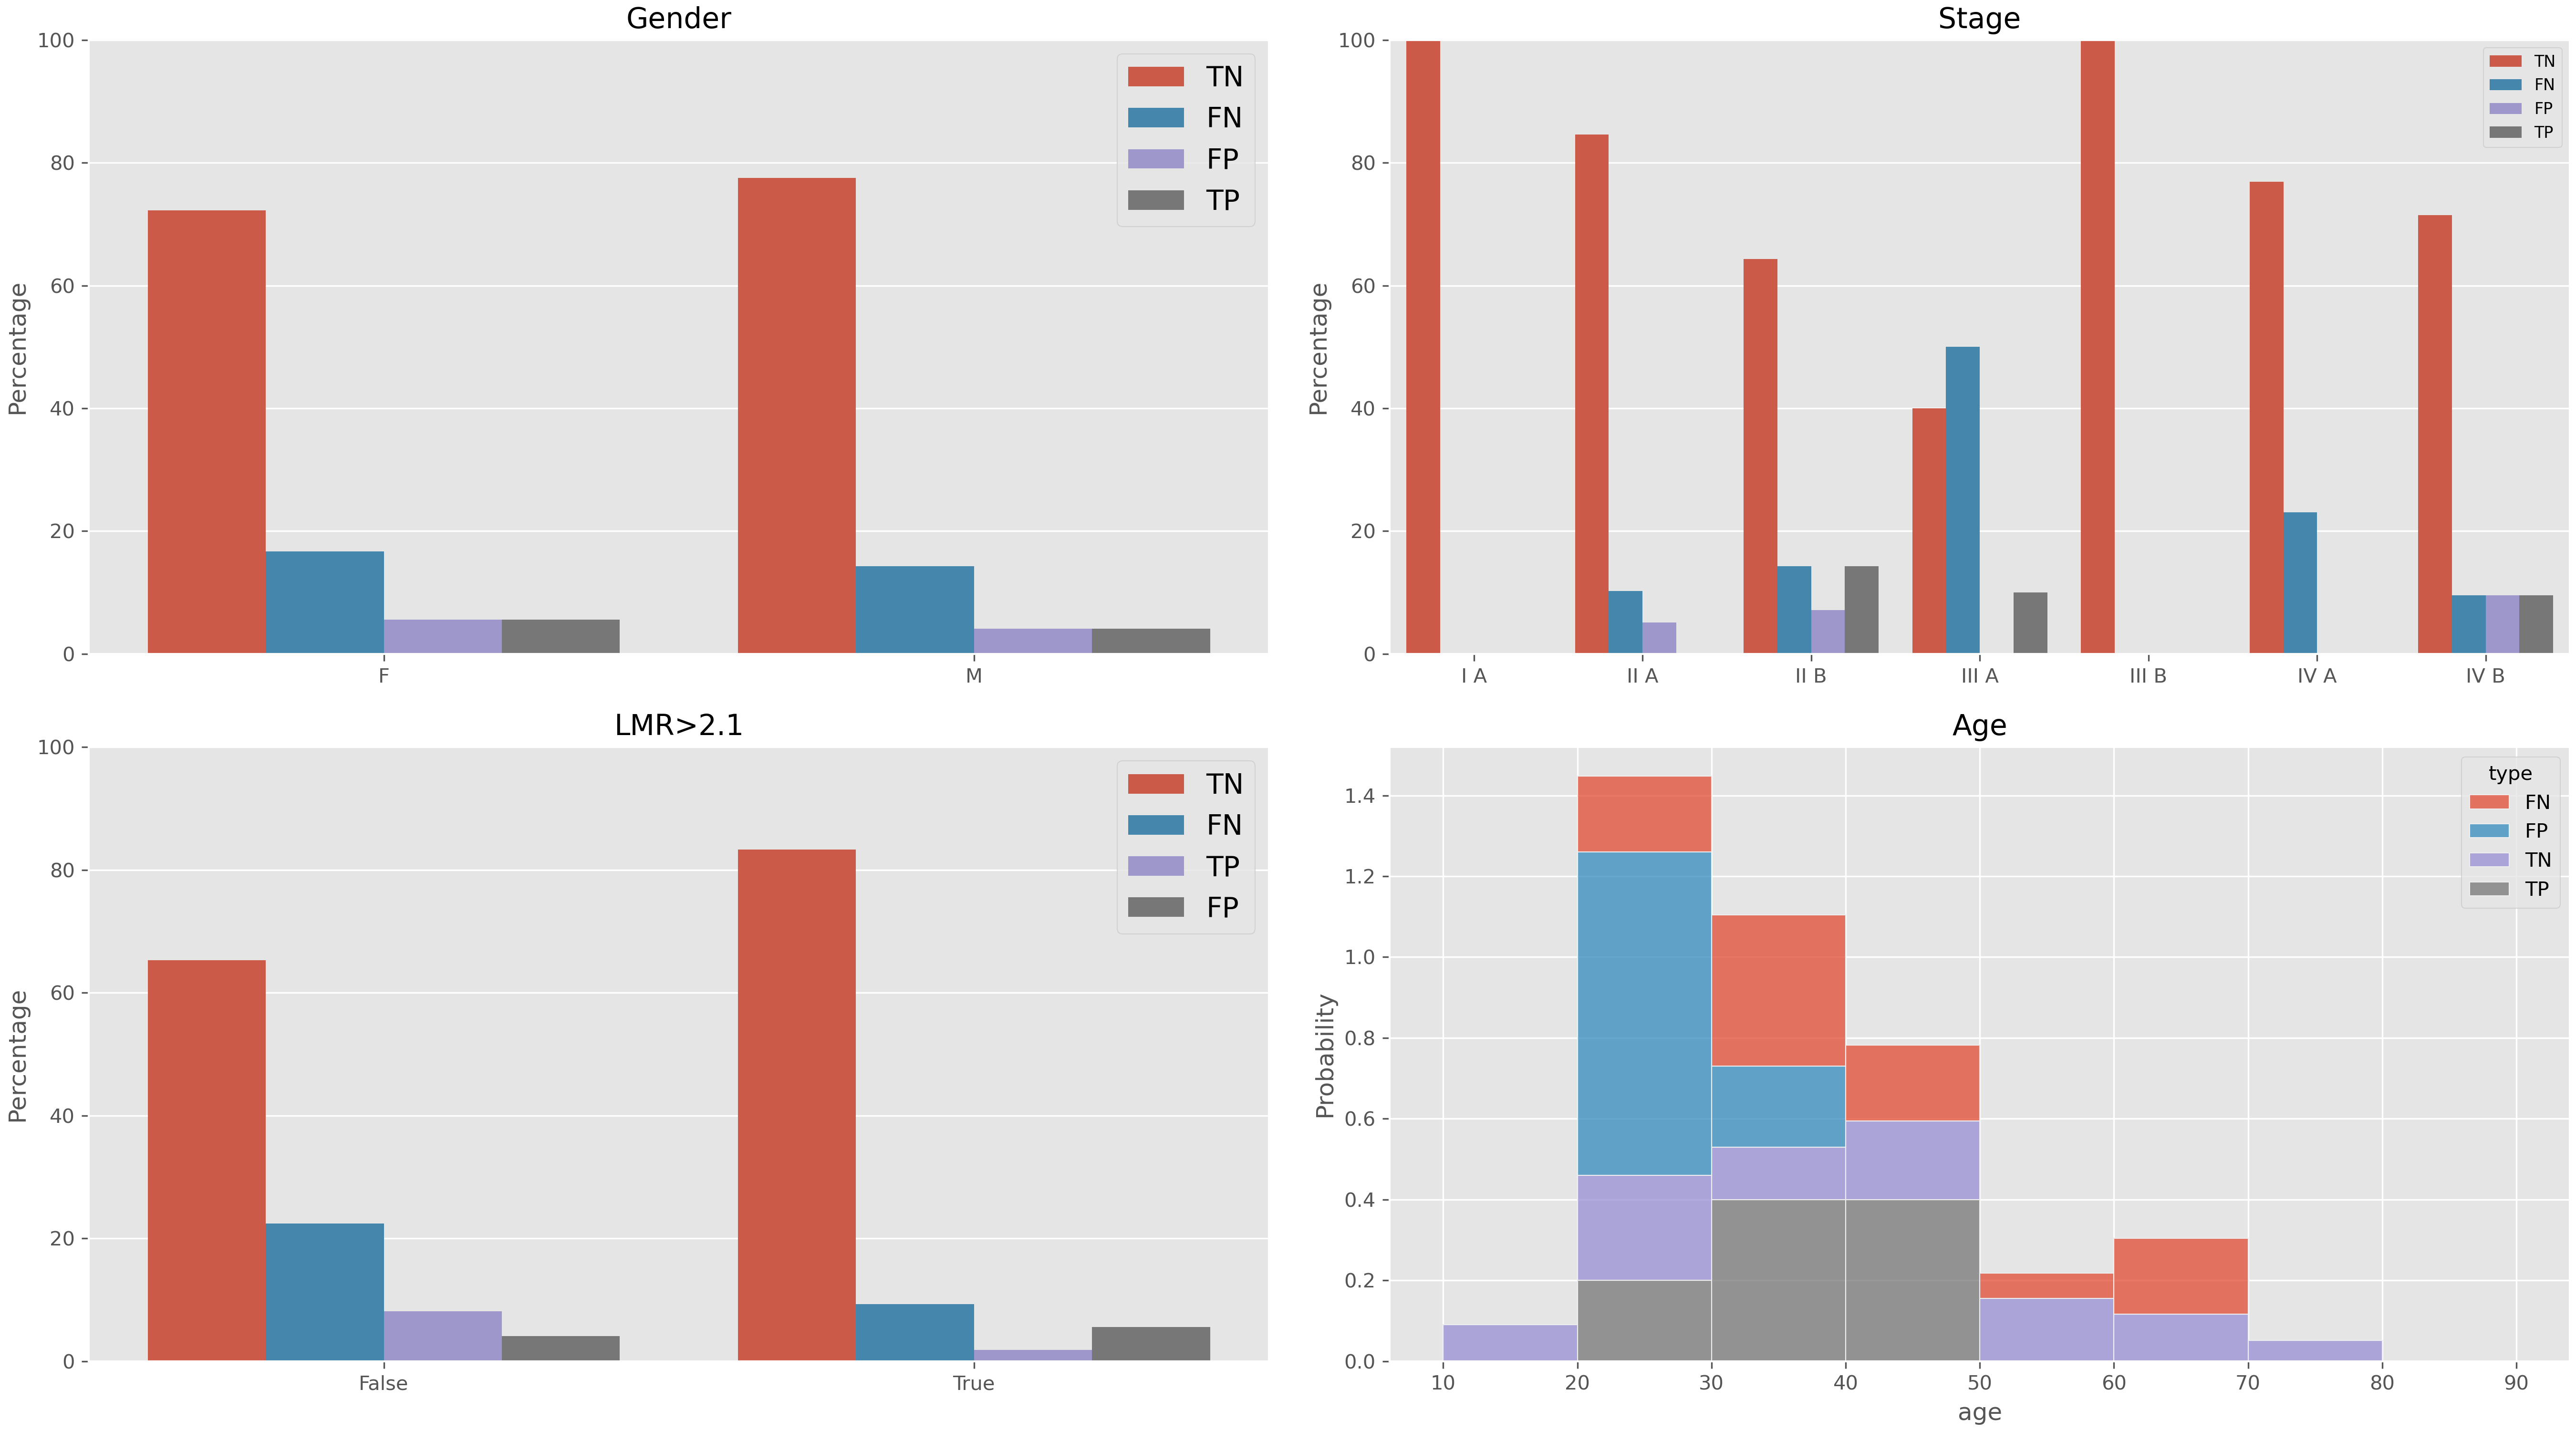 Gender
100
80
60
40
20
0
Percentage
F
M
TN
FN
FP
TP
Stage
100
80
60
40
20
0
Percentage
I A
II A
II B
III A
III B
IV A
IV B
TN
FN
FP
TP
LMR>2.1
100
80
60
40
20
0
Percentage
False
True
TN
FN
TP
FP
Age
1.4
1.2
1.0
0.8
0.6
0.4
0.2
0.0
Probability
10
20
30
40
50
60
70
80
90
age
type
FN
FP
TN
TP